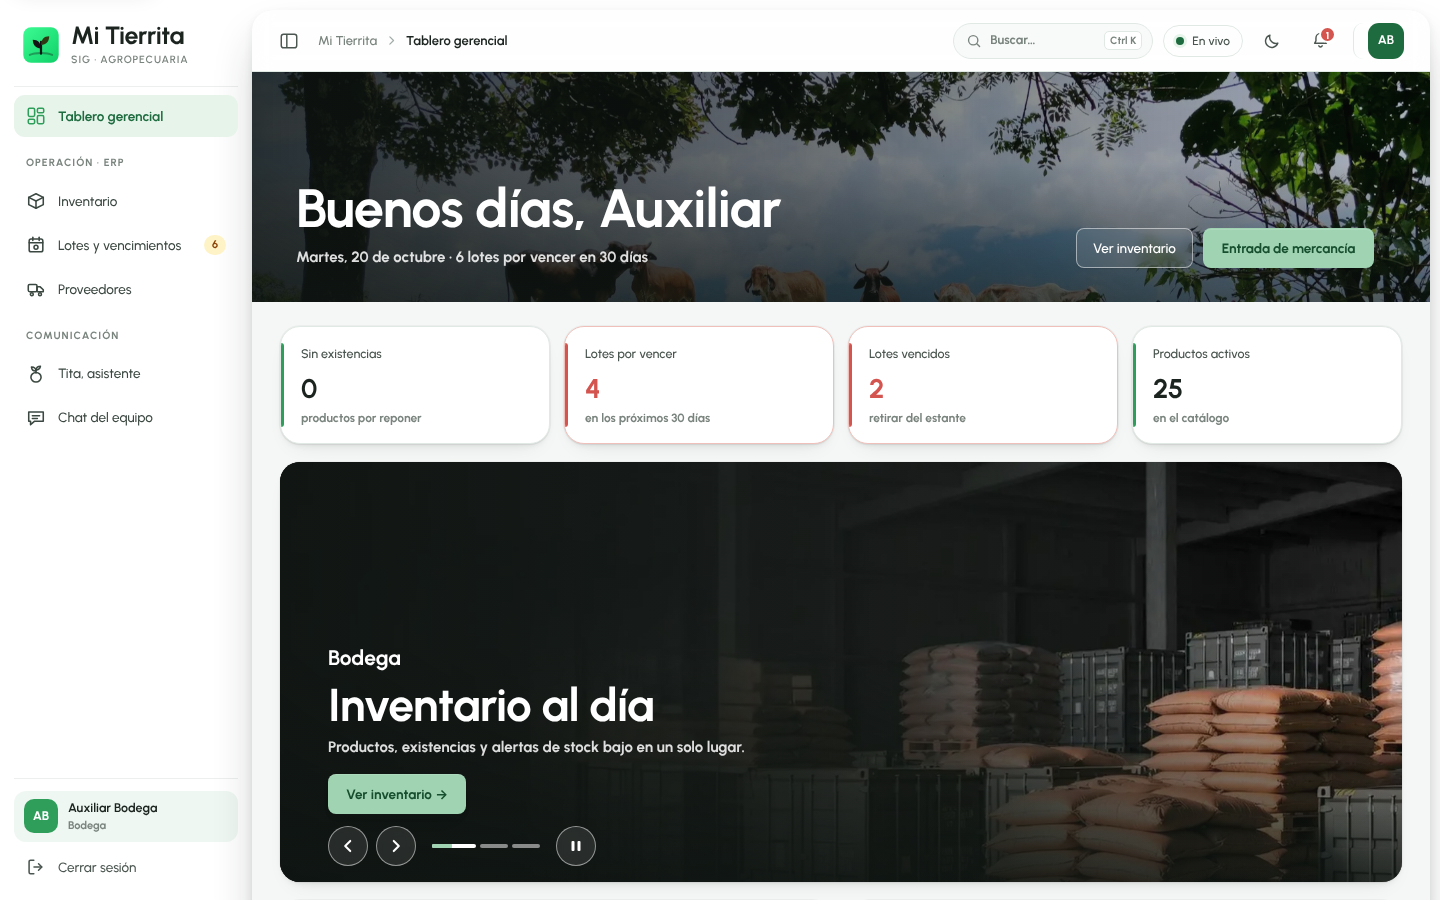 Mi Tierrita
SIG · AGROPECUARIA
Tablero gerencial
OPERACIÓN · ERP
Inventario
Lotes y vencimientos 6
Proveedores
COMUNICACIÓN
Tita, asistente
Chat del equipo
AB Auxiliar Bodega
Bodega
Cerrar sesión
Mi Tierrita > Tablero gerencial
Buscar... Ctrl K
En vivo
1
AB
Buenos días, Auxiliar
Martes, 20 de octubre · 6 lotes por vencer en 30 días
Ver inventario
Entrada de mercancía
Sin existencias
0
productos por reponer
Lotes por vencer
4
en los próximos 30 días
Lotes vencidos
2
retirar del estante
Productos activos
25
en el catálogo
Bodega
Inventario al día
Productos, existencias y alertas de stock bajo en un solo lugar.
Ver inventario →